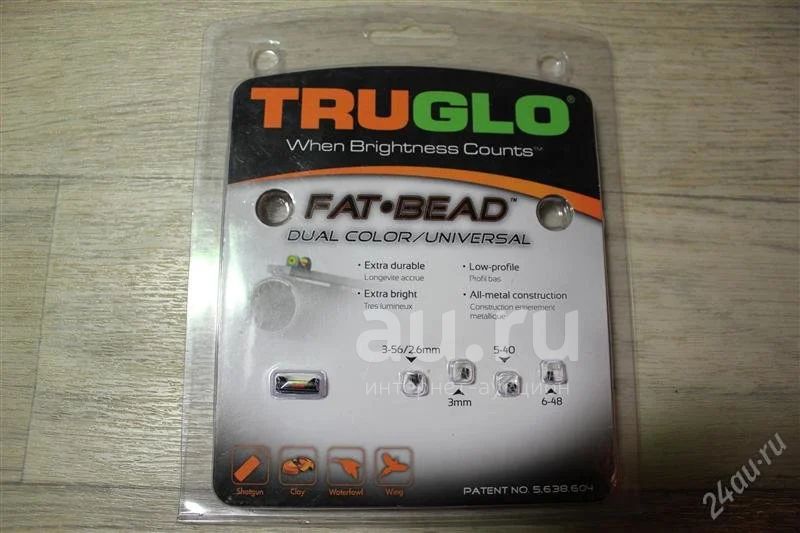 TRUGLO®
When Brightness Counts™
FAT•BEAD™
DUAL COLOR/UNIVERSAL
• Extra durable
Longevite accrue
• Low-profile
Profil bas
• Extra bright
Tres lumineux
• All-metal construction
Construction entierement
metallique
au.ru
интернет-аукцион
3-56/2.6mm
5-40
3mm
6-48
Shotgun
Clay
Waterfowl
Wing
PATENT NO. 5,638,604
24au.ru